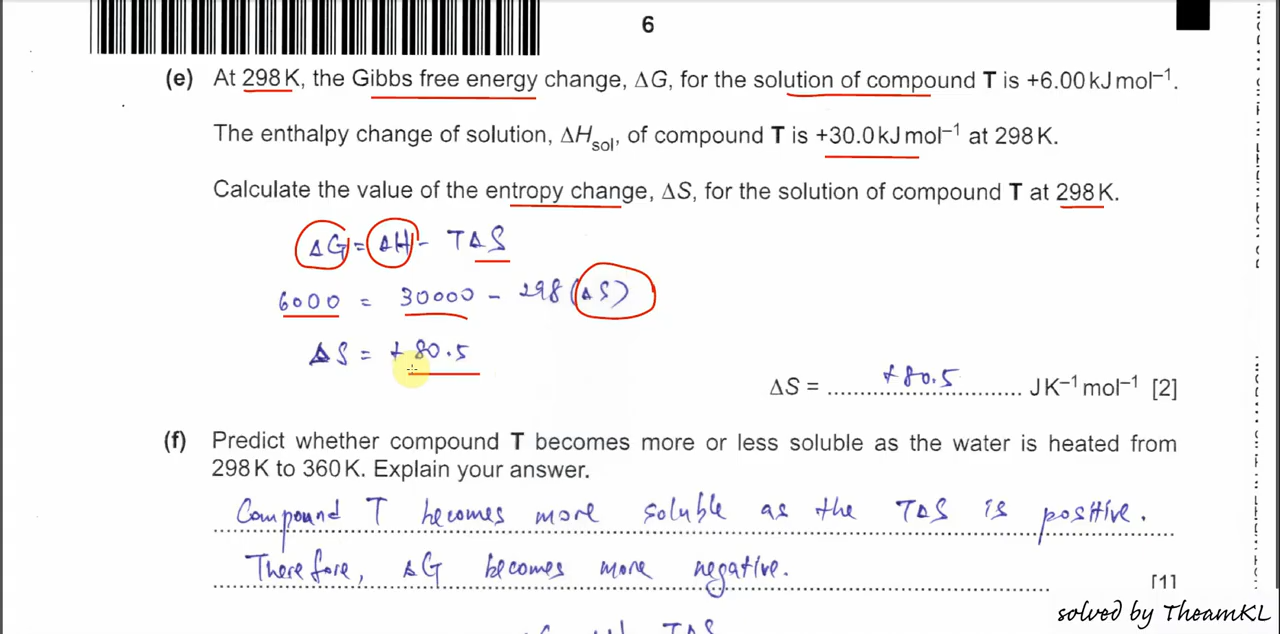 6
(e) At 298 K, the Gibbs free energy change, ΔG, for the solution of compound T is +6.00 kJ mol⁻¹.
The enthalpy change of solution, ΔHsol, of compound T is +30.0 kJ mol⁻¹ at 298 K.
Calculate the value of the entropy change, ΔS, for the solution of compound T at 298 K.
ΔG = ΔH - TΔS
6000 = 30000 - 298 (ΔS)
ΔS = +80.5
ΔS = +80.5 JK⁻¹ mol⁻¹ [2]
(f) Predict whether compound T becomes more or less soluble as the water is heated from
298 K to 360 K. Explain your answer.
Compound T becomes more soluble as the TΔS is positive.
Therefore, ΔG becomes more negative.
[1]
solved by TheamKL
TΔS